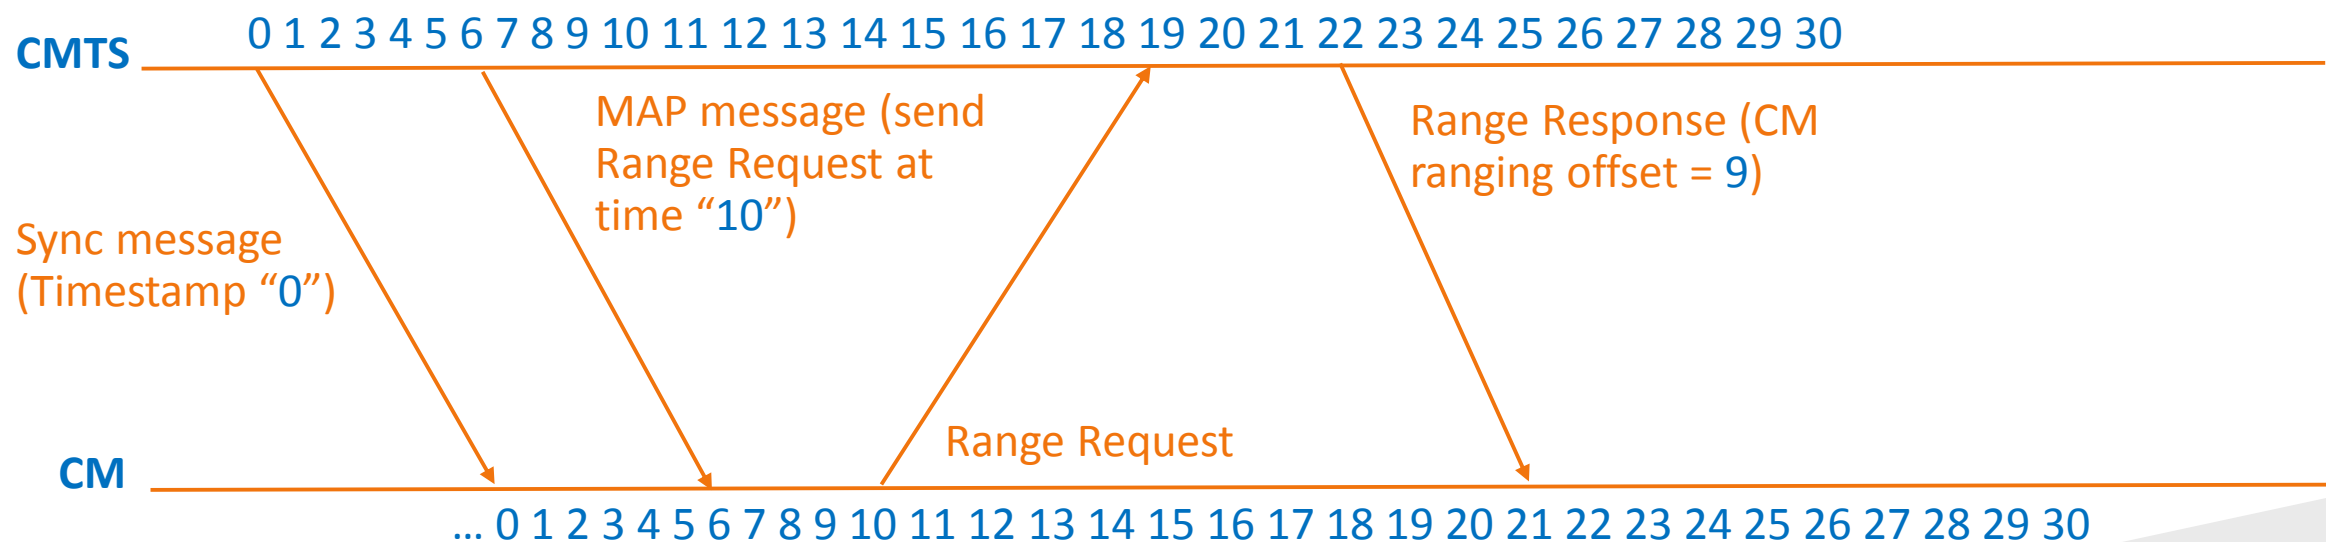 CMTS
0 1 2 3 4 5 6 7 8 9 10 11 12 13 14 15 16 17 18 19 20 21 22 23 24 25 26 27 28 29 30
MAP message (send
Range Request at
time “10”)
Range Response (CM
ranging offset = 9)
Sync message
(Timestamp “0”)
Range Request
CM
... 0 1 2 3 4 5 6 7 8 9 10 11 12 13 14 15 16 17 18 19 20 21 22 23 24 25 26 27 28 29 30